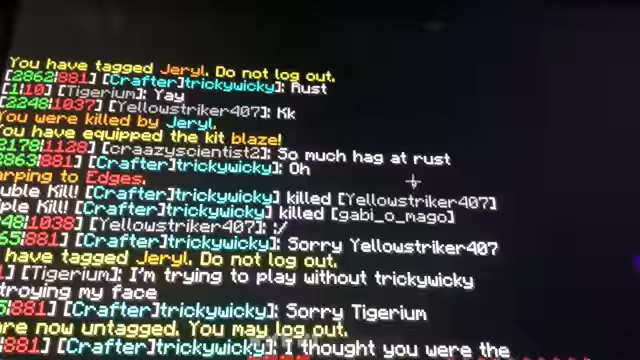 You have tagged Jeryl. Do not log out.
[2862|881] [Crafter]trickywicky]: Rust
[1|10] [Tigerium]: Yay
[2248|1037] [Yellowstriker407]: Kk
You were killed by Jeryl.
You have equipped the kit blaze!
2178|1128] [craazyscientist2]: So much hag at rust
2863|881] [Crafter]trickywicky]: Oh
arping to Edges.
uble Kill! [Crafter]trickywicky] killed [Yellowstriker407]
iple Kill! [Crafter]trickywicky] killed [gabi_o_mago]
48|1038] [Yellowstriker407]: :/
65|881] [Crafter]trickywicky]: Sorry Yellowstriker407
have tagged Jeryl. Do not log out.
] [Tigerium]: I'm trying to play without trickywicky
troying my face
5|881] [Crafter]trickywicky]: Sorry Tigerium
are now untagged. You may log out.
|881] [Crafter]trickywicky]: I thought you were the